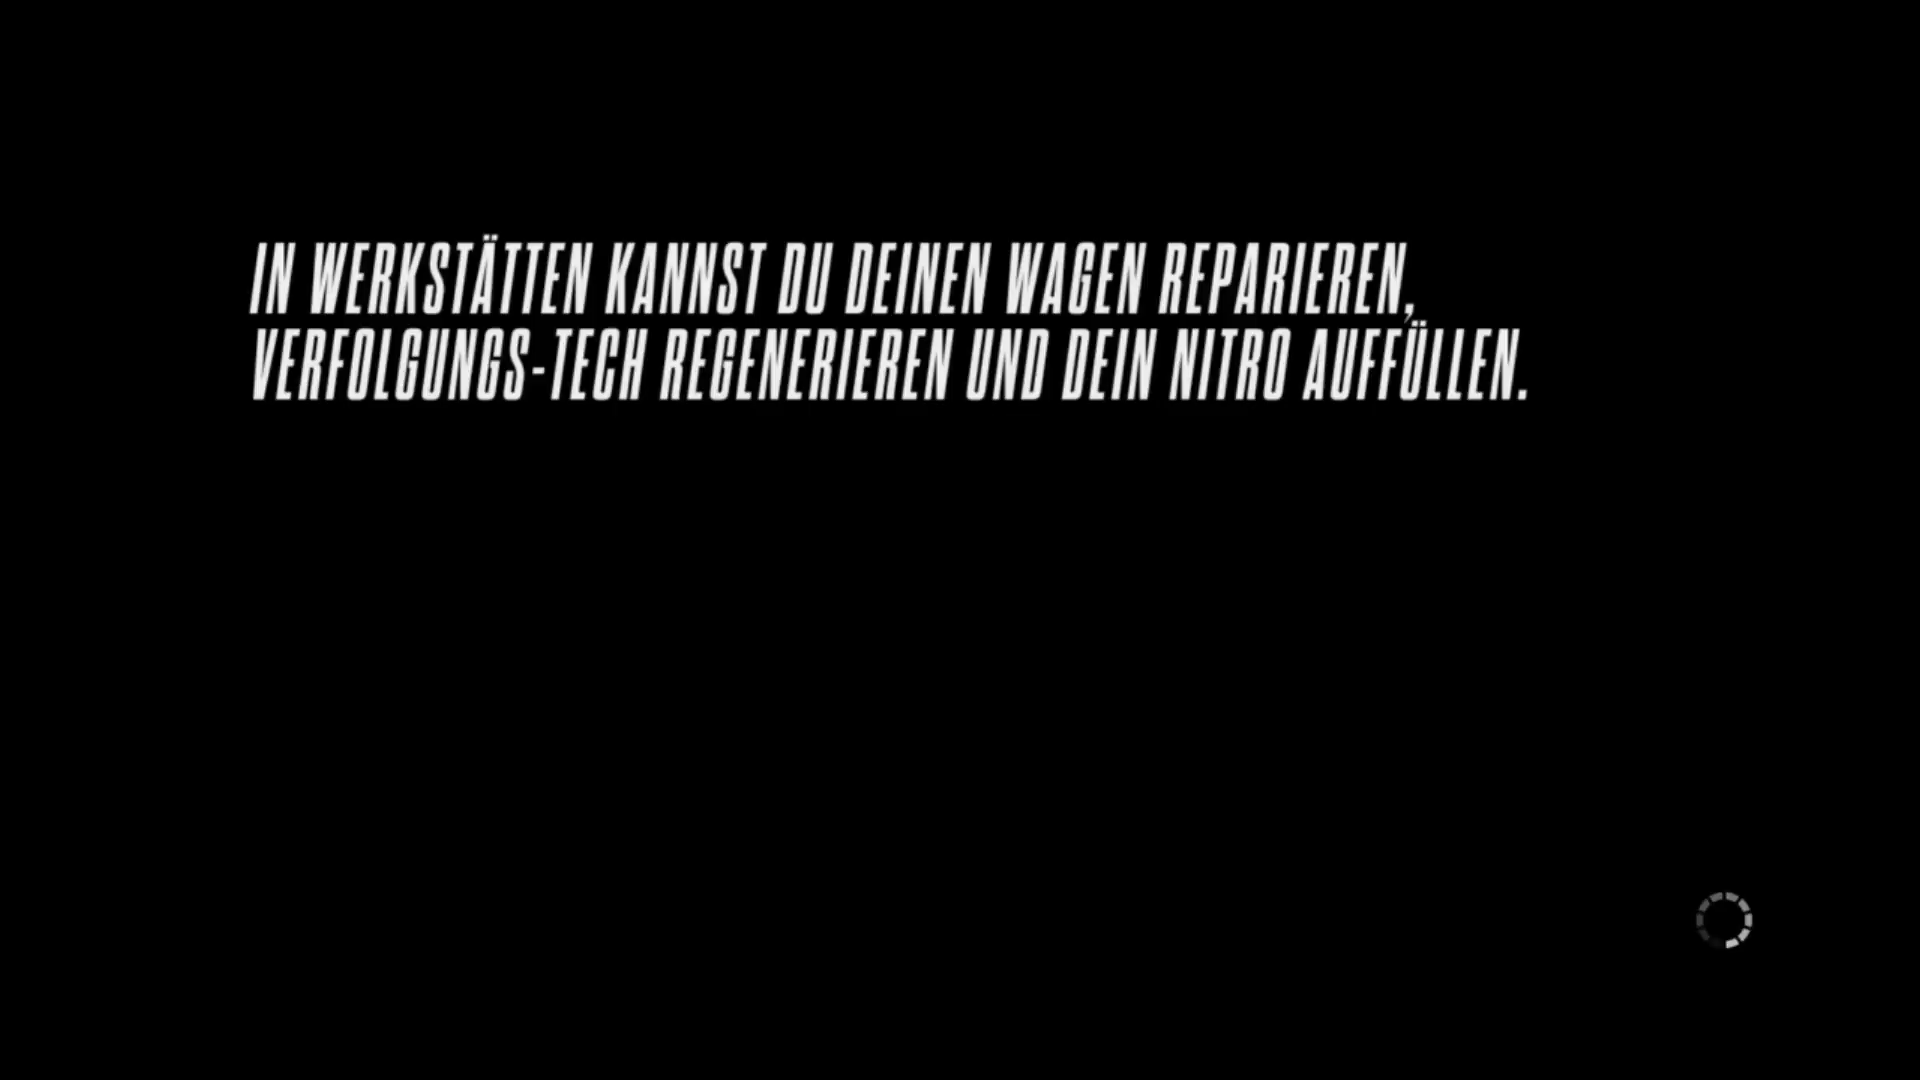 IN WERKSTÄTTEN KANNST DU DEINEN WAGEN REPARIEREN,
VERFOLGUNGS-TECH REGENERIEREN UND DEIN NITRO AUFFÜLLEN.